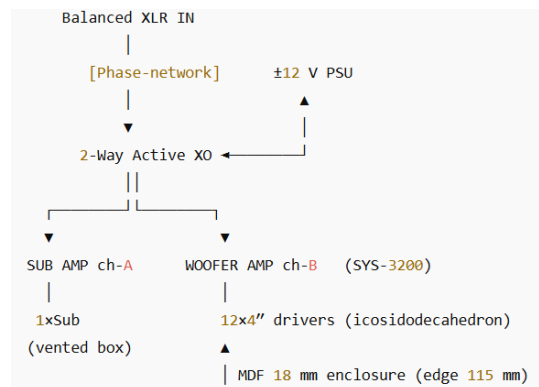 Balanced XLR IN
[Phase-network] ±12 V PSU
2-Way Active XO
SUB AMP ch-A WOOFER AMP ch-B (SYS-3200)
1×Sub 12×4” drivers (icosidodecahedron)
(vented box)
MDF 18 mm enclosure (edge 115 mm)